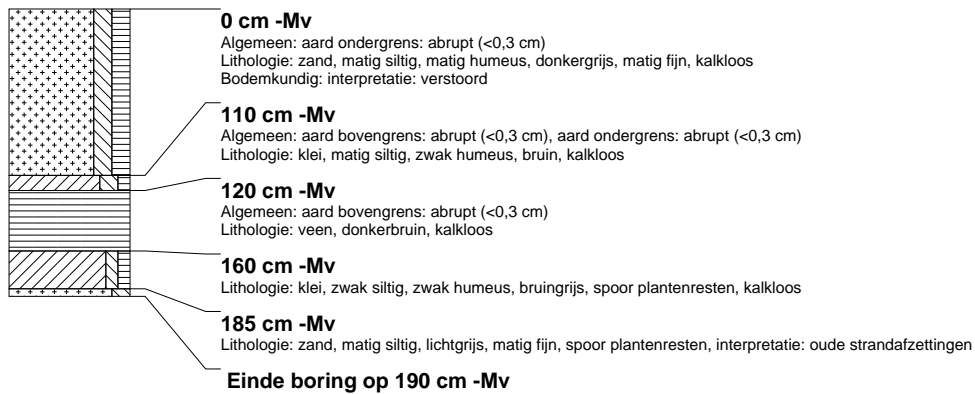 0 cm -Mv
Algemeen: aard ondergrens: abrupt (<0,3 cm)
Lithologie: zand, matig siltig, matig humeus, donkergrijs, matig fijn, kalkloos
Bodemkundig: interpretatie: verstoord
110 cm -Mv
Algemeen: aard bovengrens: abrupt (<0,3 cm), aard ondergrens: abrupt (<0,3 cm)
Lithologie: klei, matig siltig, zwak humeus, bruin, kalkloos
120 cm -Mv
Algemeen: aard bovengrens: abrupt (<0,3 cm)
Lithologie: veen, donkerbruin, kalkloos
160 cm -Mv
Lithologie: klei, zwak siltig, zwak humeus, bruingrijs, spoor plantenresten, kalkloos
185 cm -Mv
Lithologie: zand, matig siltig, lichtgrijs, matig fijn, spoor plantenresten, interpretatie: oude strandafzettingen
Einde boring op 190 cm -Mv